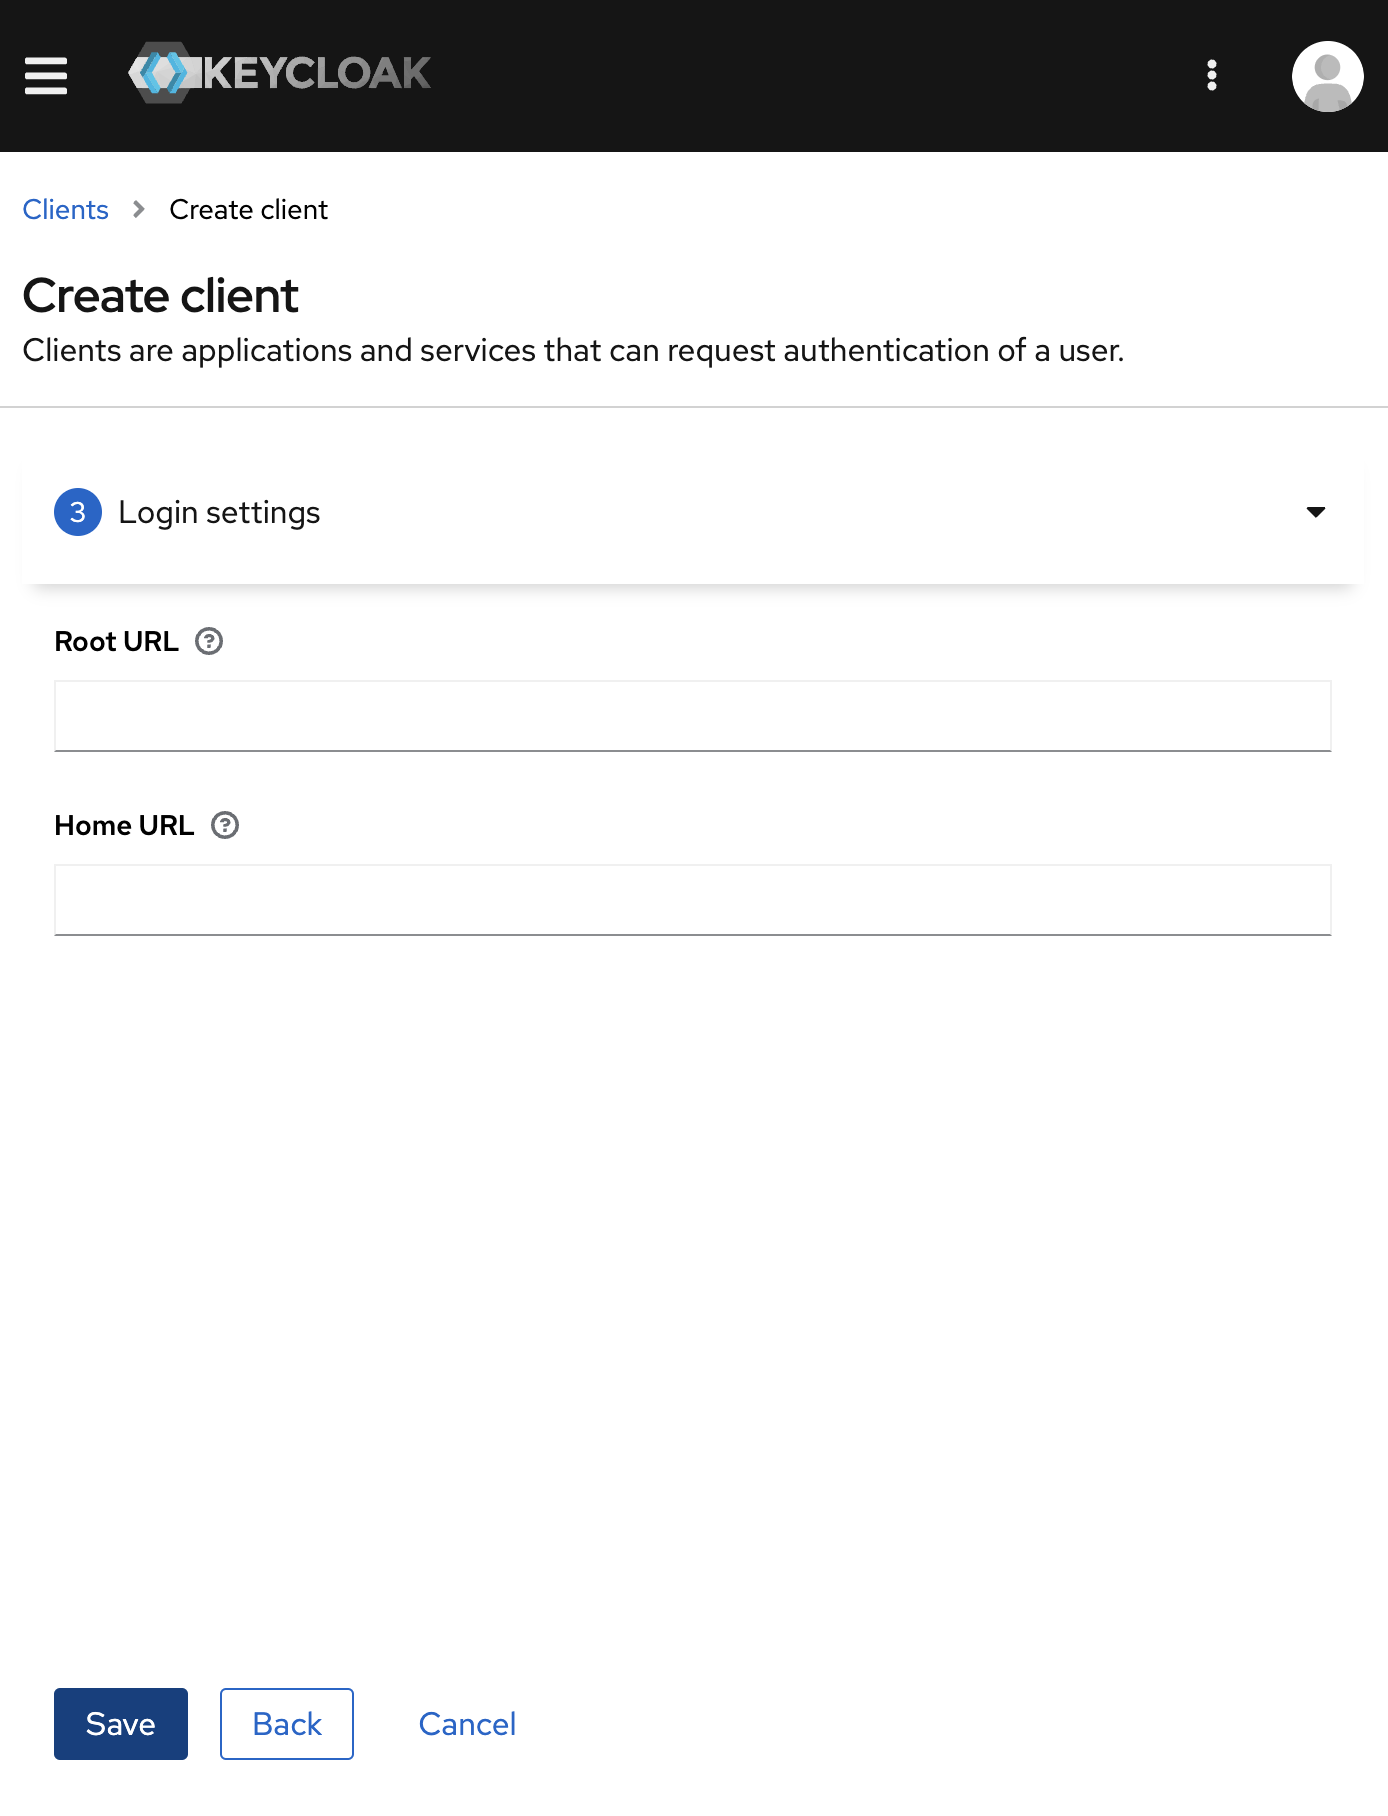 KEYCLOAK
Clients Create client
Create client
Clients are applications and services that can request authentication of a user.
3 Login settings
Root URL
Home URL
Save Back Cancel